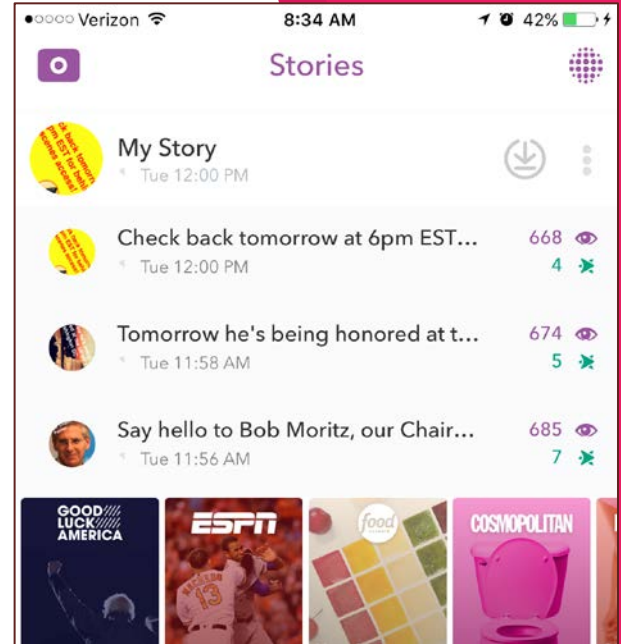 Verizon 8:34 AM 42%
Stories
My Story
Tue 12:00 PM
Check back tomorrow at 6pm EST... 668
Tue 12:00 PM 4
Tomorrow he's being honored at t... 674
Tue 11:58 AM 5
Say hello to Bob Moritz, our Chair... 685
Tue 11:56 AM 7
GOOD
LUCK
AMERICA
ESPN
food
COSMOPOLITAN
MACHADO
13